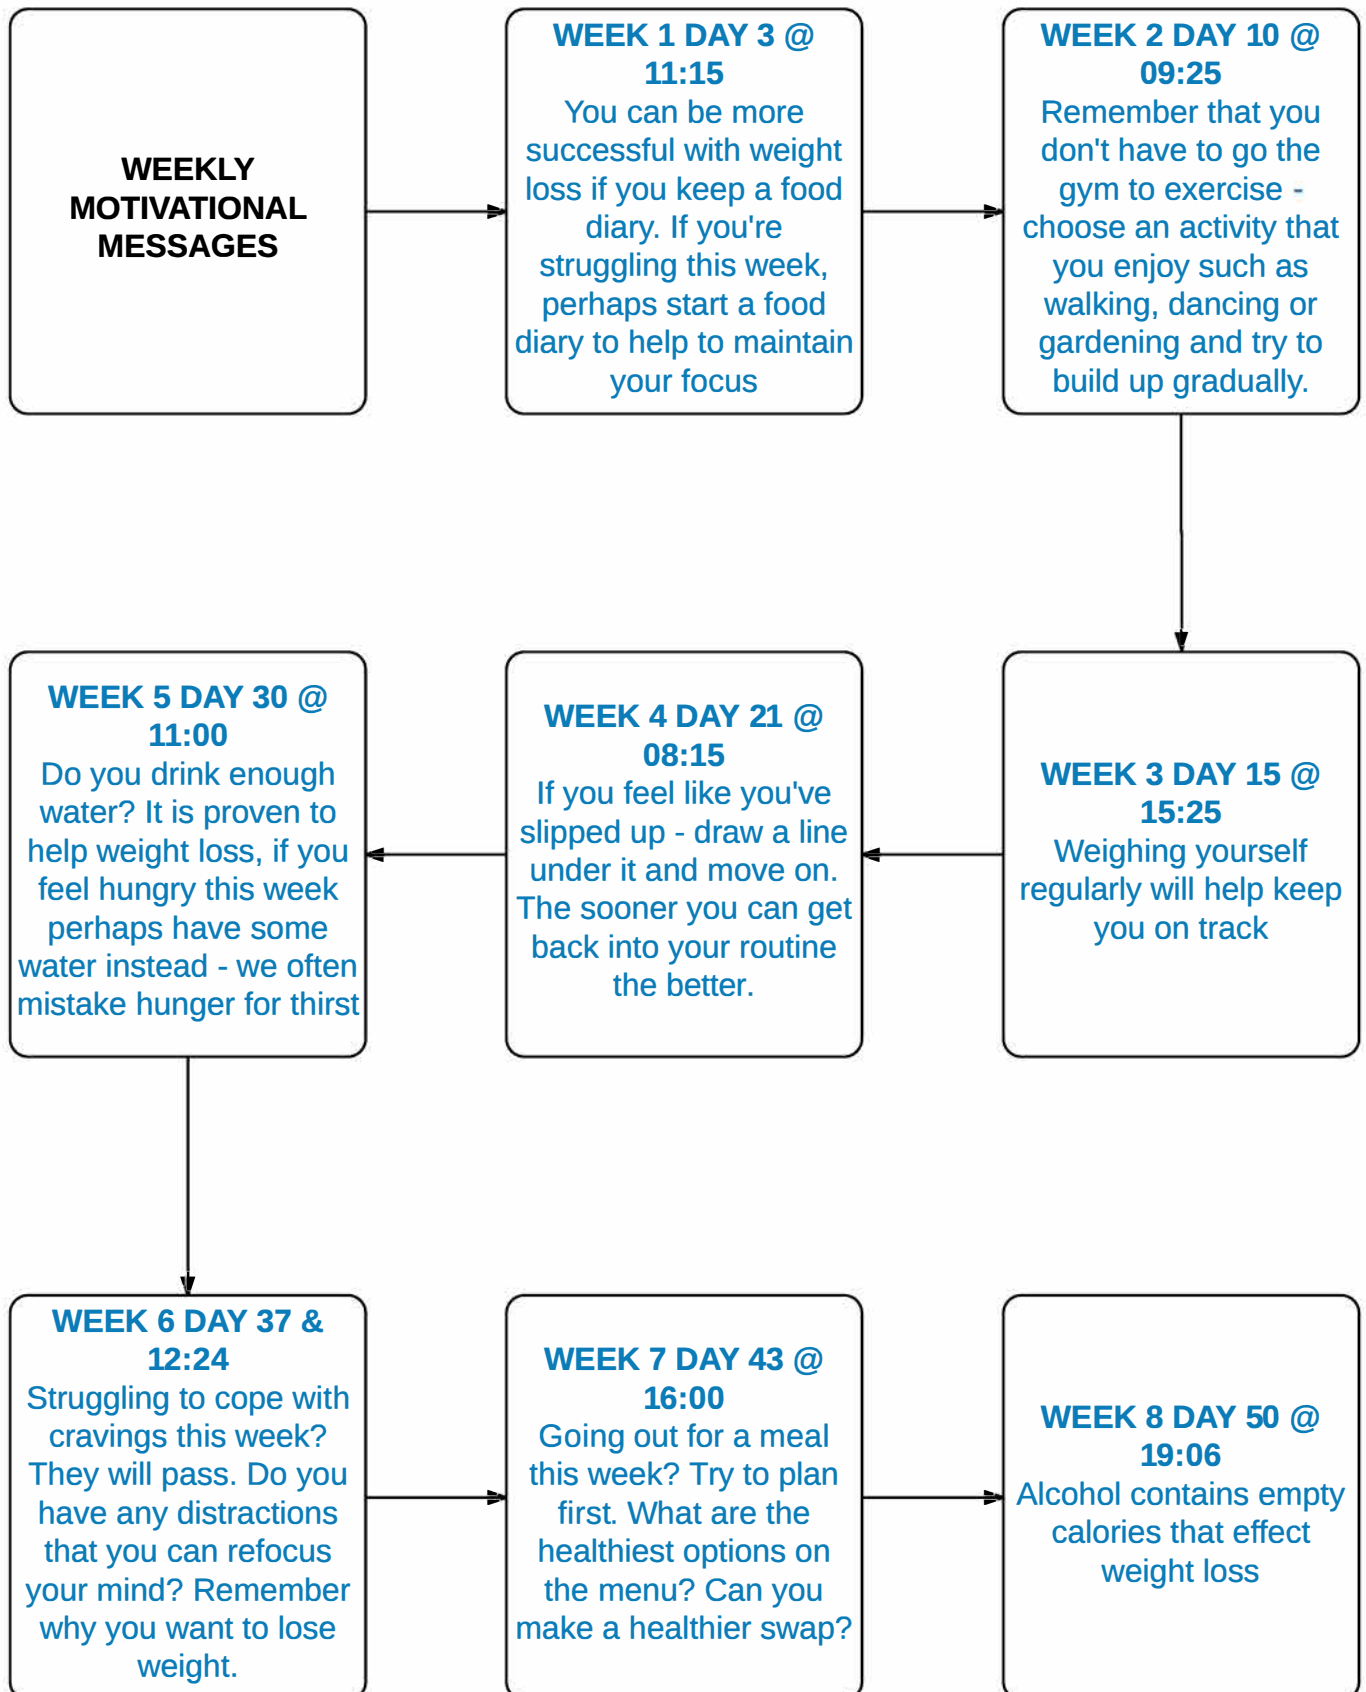 WEEKLY
MOTIVATIONAL
MESSAGES
WEEK 1 DAY 3 @
11:15
You can be more
successful with weight
loss if you keep a food
diary. If you're
struggling this week,
perhaps start a food
diary to help to maintain
your focus
WEEK 2 DAY 10 @
09:25
Remember that you
don't have to go the
gym to exercise -
choose an activity that
you enjoy such as
walking, dancing or
gardening and try to
build up gradually.
WEEK 3 DAY 15 @
15:25
Weighing yourself
regularly will help keep
you on track
WEEK 4 DAY 21 @
08:15
If you feel like you've
slipped up - draw a line
under it and move on.
The sooner you can get
back into your routine
the better.
WEEK 5 DAY 30 @
11:00
Do you drink enough
water? It is proven to
help weight loss, if you
feel hungry this week
perhaps have some
water instead - we often
mistake hunger for thirst
WEEK 6 DAY 37 &
12:24
Struggling to cope with
cravings this week?
They will pass. Do you
have any distractions
that you can refocus
your mind? Remember
why you want to lose
weight.
WEEK 7 DAY 43 @
16:00
Going out for a meal
this week? Try to plan
first. What are the
healthiest options on
the menu? Can you
make a healthier swap?
WEEK 8 DAY 50 @
19:06
Alcohol contains empty
calories that effect
weight loss